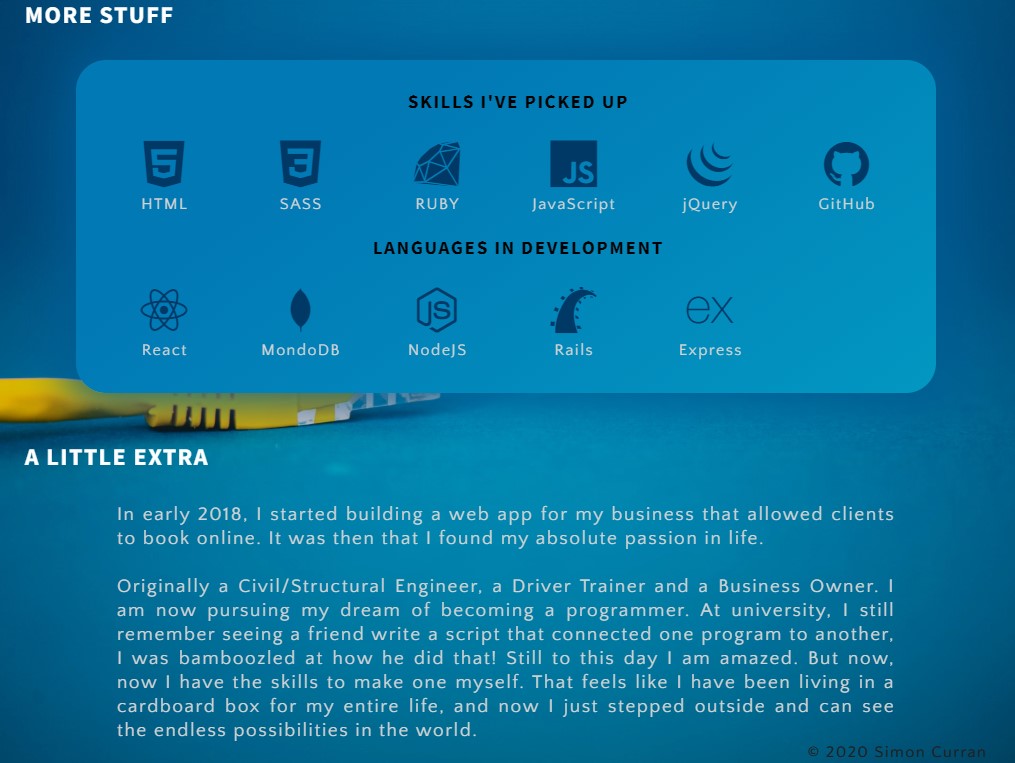 MORE STUFF
SKILLS I'VE PICKED UP
5 3 JS
HTML SASS RUBY JavaScript jQuery GitHub
LANGUAGES IN DEVELOPMENT
JS ex
React MondoDB NodeJS Rails Express
A LITTLE EXTRA
In early 2018, I started building a web app for my business that allowed clients
to book online. It was then that I found my absolute passion in life.
Originally a Civil/Structural Engineer, a Driver Trainer and a Business Owner. I
am now pursuing my dream of becoming a programmer. At university, I still
remember seeing a friend write a script that connected one program to another,
I was bamboozled at how he did that! Still to this day I am amazed. But now,
now I have the skills to make one myself. That feels like I have been living in a
cardboard box for my entire life, and now I just stepped outside and can see
the endless possibilities in the world.
© 2020 Simon Curran